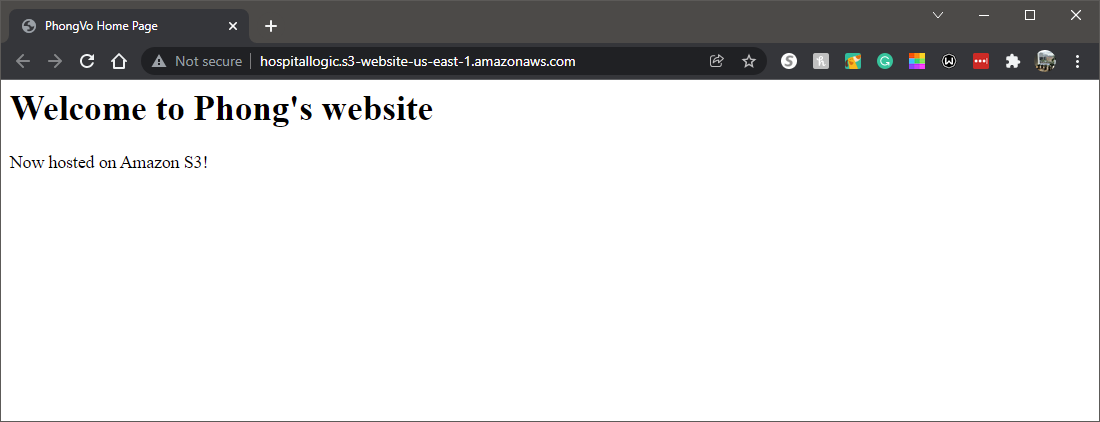 PhongVo Home Page
Not secure hospitallogic.s3-website-us-east-1.amazonaws.com
Welcome to Phong's website
Now hosted on Amazon S3!